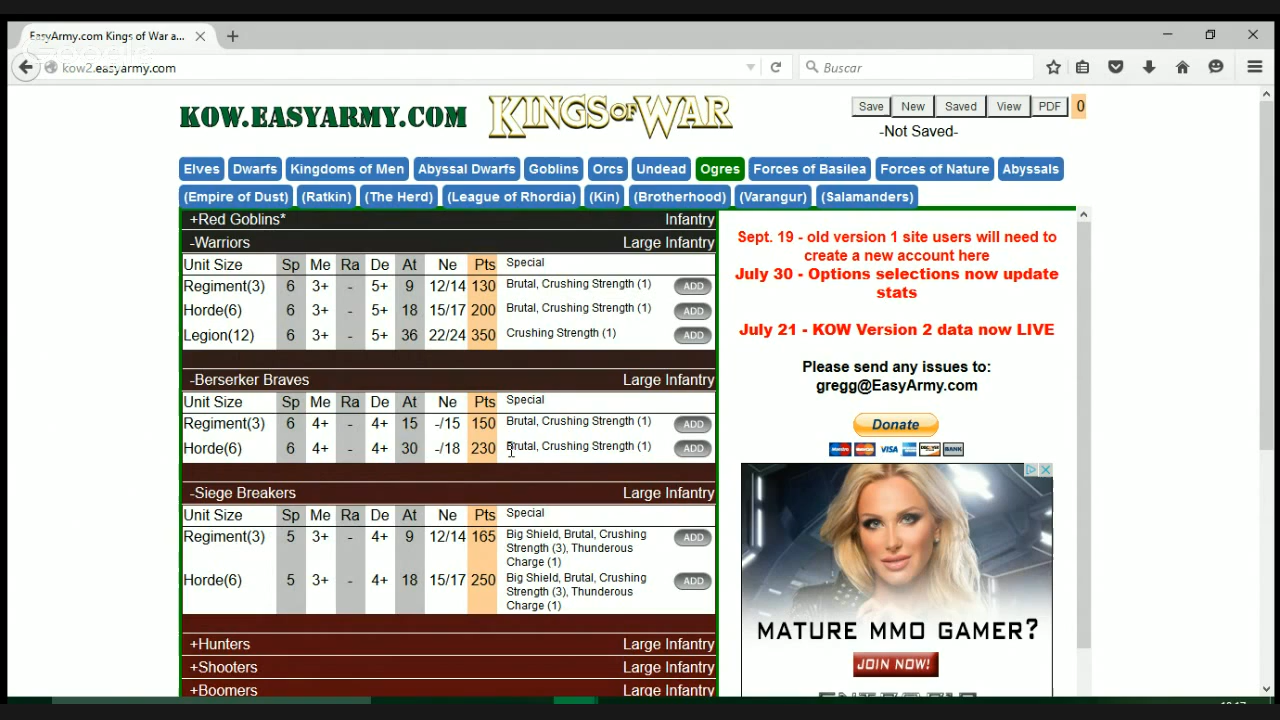 EasyArmy.com Kings of War a...
kow2.easyarmy.com
Buscar
KOW.EASYARMY.COM
KINGS OF WAR
Save New Saved View PDF 0
-Not Saved-
Elves Dwarfs Kingdoms of Men Abyssal Dwarfs Goblins Orcs Undead Ogres Forces of Basilea Forces of Nature Abyssals
(Empire of Dust) (Ratkin) (The Herd) (League of Rhordia) (Kin) (Brotherhood) (Varangur) (Salamanders)
+Red Goblins* Infantry
-Warriors Large Infantry
Unit Size Sp Me Ra De At Ne Pts Special
Regiment(3) 6 3+ - 5+ 9 12/14 130 Brutal, Crushing Strength (1) ADD
Horde(6) 6 3+ - 5+ 18 15/17 200 Brutal, Crushing Strength (1) ADD
Legion(12) 6 3+ - 5+ 36 22/24 350 Crushing Strength (1) ADD
-Berserker Braves Large Infantry
Unit Size Sp Me Ra De At Ne Pts Special
Regiment(3) 6 4+ - 4+ 15 -/15 150 Brutal, Crushing Strength (1) ADD
Horde(6) 6 4+ - 4+ 30 -/18 230 Brutal, Crushing Strength (1) ADD
-Siege Breakers Large Infantry
Unit Size Sp Me Ra De At Ne Pts Special
Regiment(3) 5 3+ - 4+ 9 12/14 165 Big Shield, Brutal, Crushing
Strength (3), Thunderous
Charge (1)
ADD
Horde(6) 5 3+ - 4+ 18 15/17 250 Big Shield, Brutal, Crushing
Strength (3), Thunderous
Charge (1)
ADD
+Hunters Large Infantry
+Shooters Large Infantry
+Boomers Large Infantry
Sept. 19 - old version 1 site users will need to
create a new account here
July 30 - Options selections now update
stats
July 21 - KOW Version 2 data now LIVE
Please send any issues to:
gregg@EasyArmy.com
Donate
VISA
BANK
MATURE MMO GAMER?
JOIN NOW!